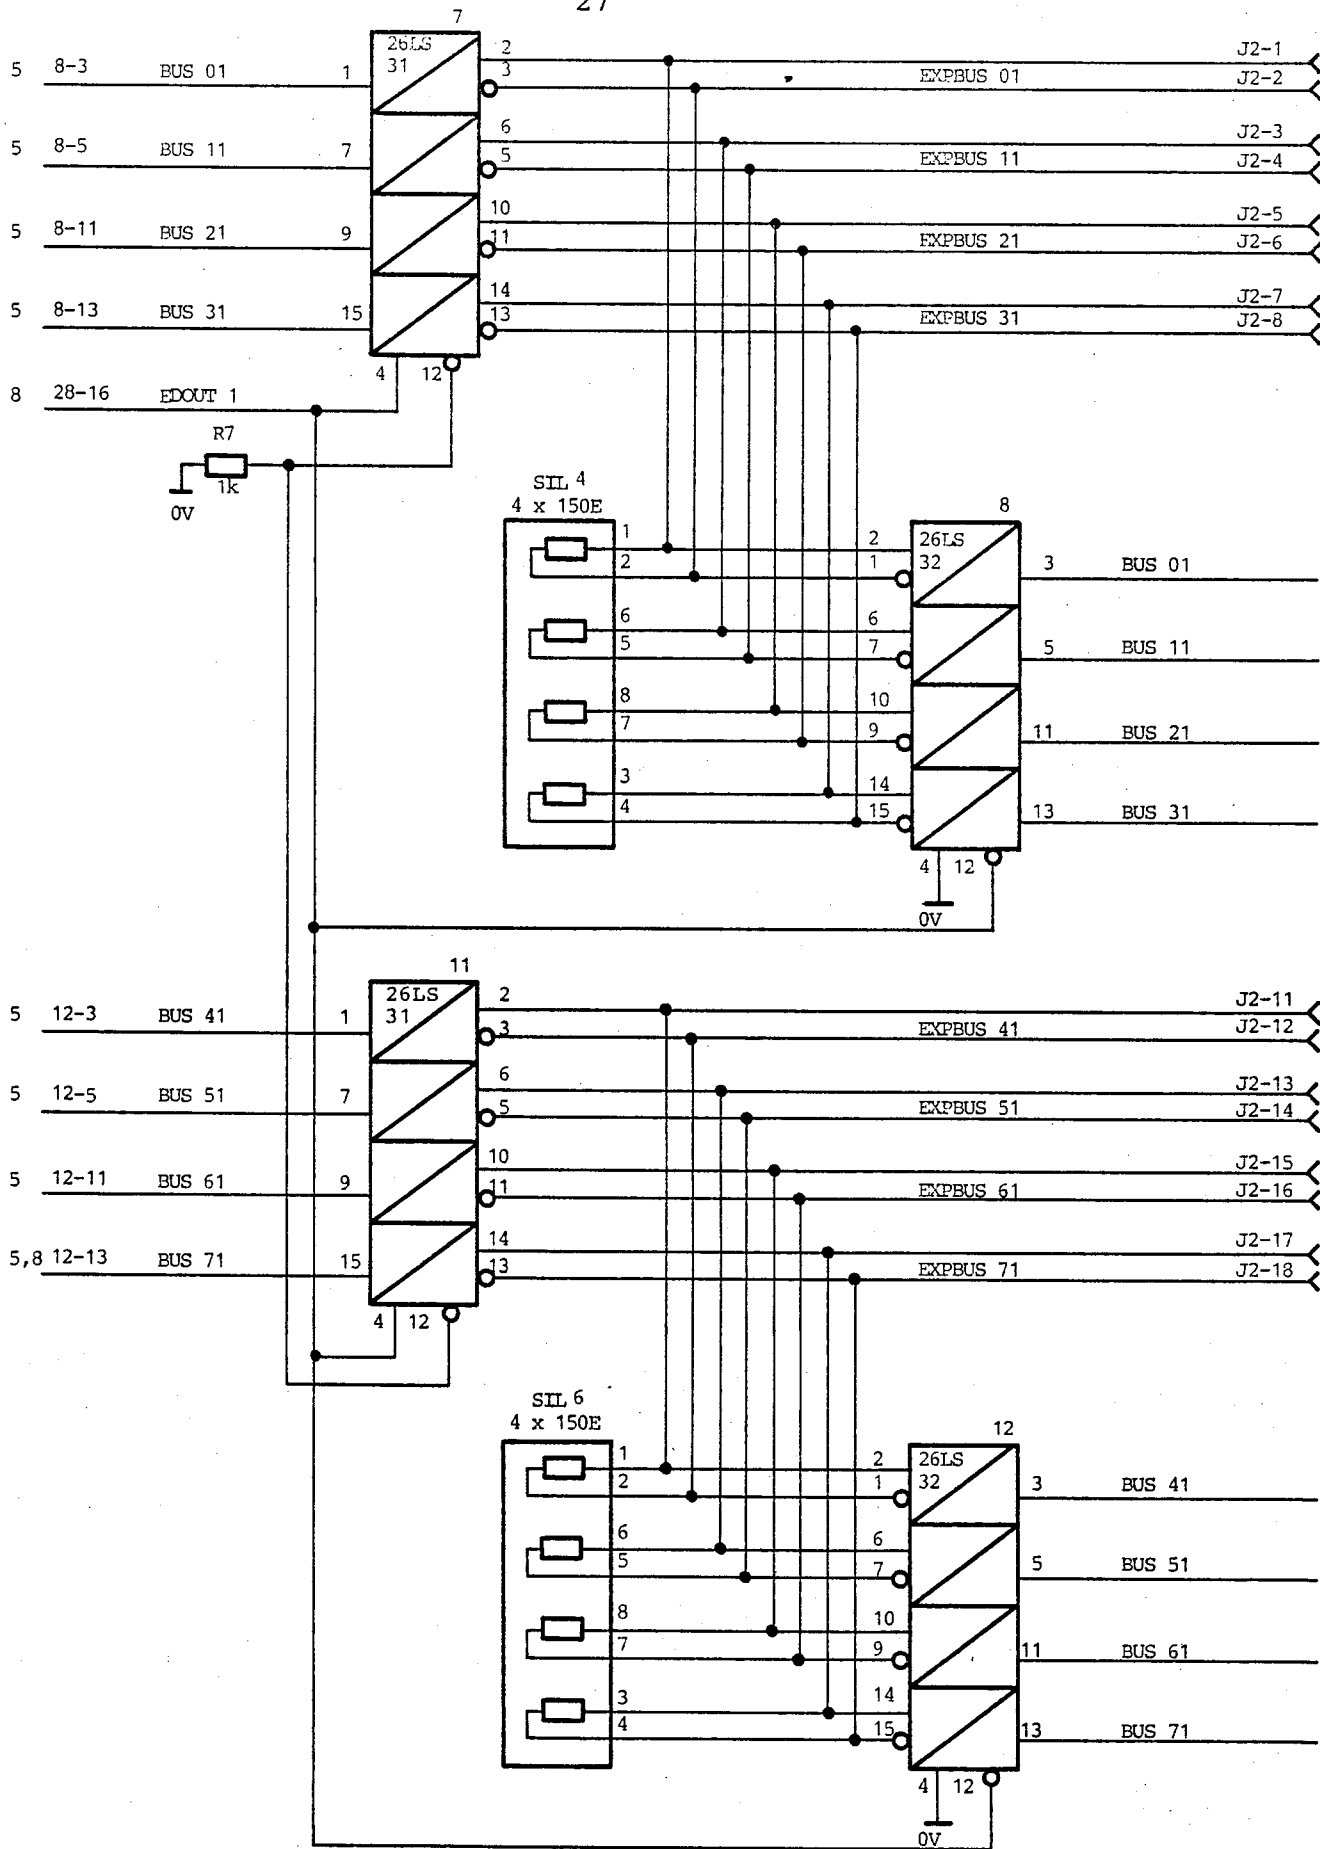 27
7
26LS
31
5 8-3 BUS 01 1
2
3
EXPBUS 01
J2-1
J2-2
5 8-5 BUS 11 7
6
5
EXPBUS 11
J2-3
J2-4
5 8-11 BUS 21 9
10
11
EXPBUS 21
J2-5
J2-6
5 8-13 BUS 31 15
14
13
EXPBUS 31
J2-7
J2-8
4 12
8 28-16 EDOUT 1
R7
1k
0V
SIL 4
4 x 150E
8
26LS
32
1
2
2
1
3 BUS 01
6
5
6
7
5 BUS 11
8
7
10
9
11 BUS 21
3
4
14
15
13 BUS 31
4 12
0V
11
26LS
31
5 12-3 BUS 41 1
2
3
EXPBUS 41
J2-11
J2-12
5 12-5 BUS 51 7
6
5
EXPBUS 51
J2-13
J2-14
5 12-11 BUS 61 9
10
11
EXPBUS 61
J2-15
J2-16
5,8 12-13 BUS 71 15
14
13
EXPBUS 71
J2-17
J2-18
4 12
SIL 6
4 x 150E
12
26LS
32
1
2
2
1
3 BUS 41
6
5
6
7
5 BUS 51
8
7
10
9
11 BUS 61
3
4
14
15
13 BUS 71
4 12
0V